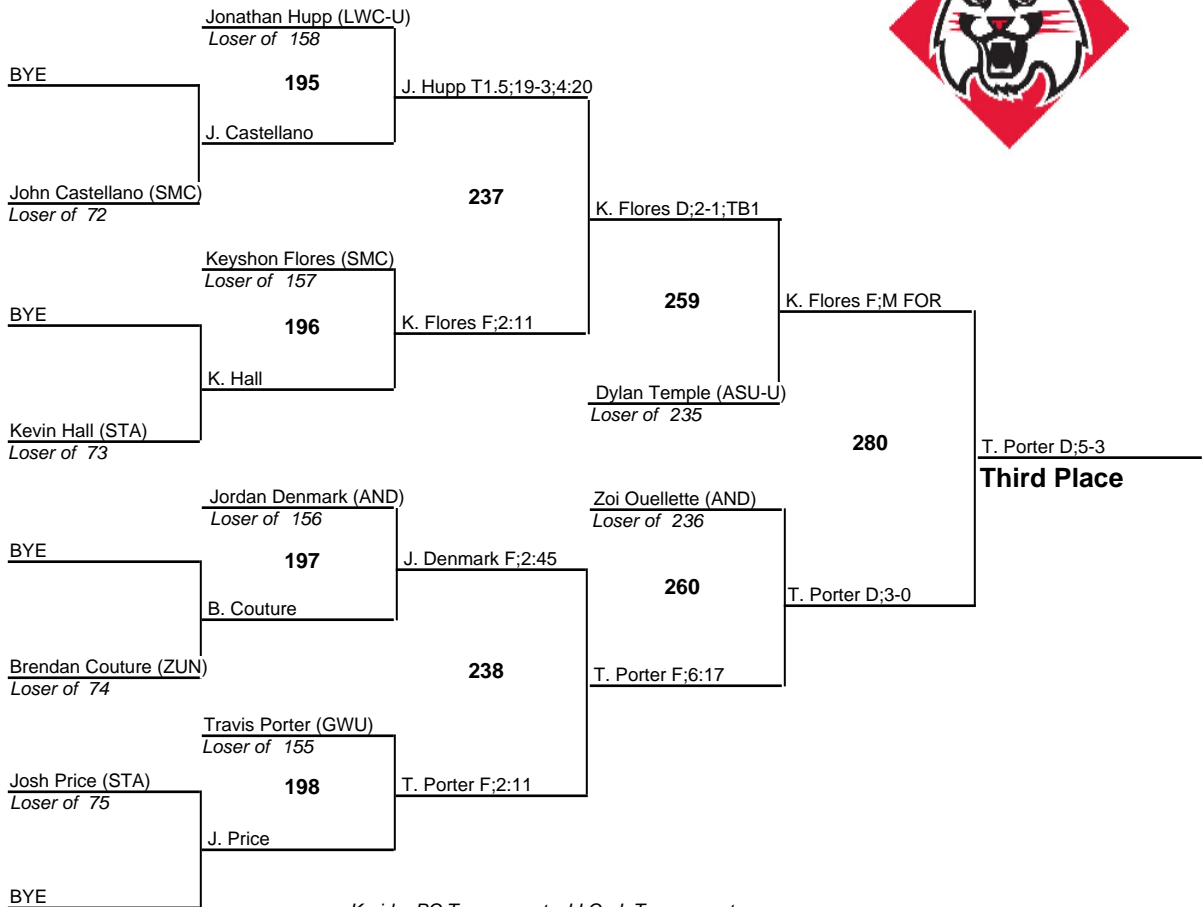 Jonathan Hupp (LWC-U)
Loser of 158
BYE
195
J. Hupp T1.5;19-3;4:20
J. Castellano
John Castellano (SMC)
Loser of 72
237
K. Flores D;2-1;TB1
Keyshon Flores (SMC)
Loser of 157
BYE
196
K. Flores F;2:11
259
K. Flores F;M FOR
K. Hall
Dylan Temple (ASU-U)
Loser of 235
Kevin Hall (STA)
Loser of 73
280
T. Porter D;5-3
Third Place
Jordan Denmark (AND)
Loser of 156
Zoi Ouellette (AND)
Loser of 236
BYE
197
J. Denmark F;2:45
260
B. Couture
T. Porter D;3-0
Brendan Couture (ZUN)
Loser of 74
238
T. Porter F;6:17
Travis Porter (GWU)
Loser of 155
Josh Price (STA)
Loser of 75
198
T. Porter F;2:11
J. Price
BYE